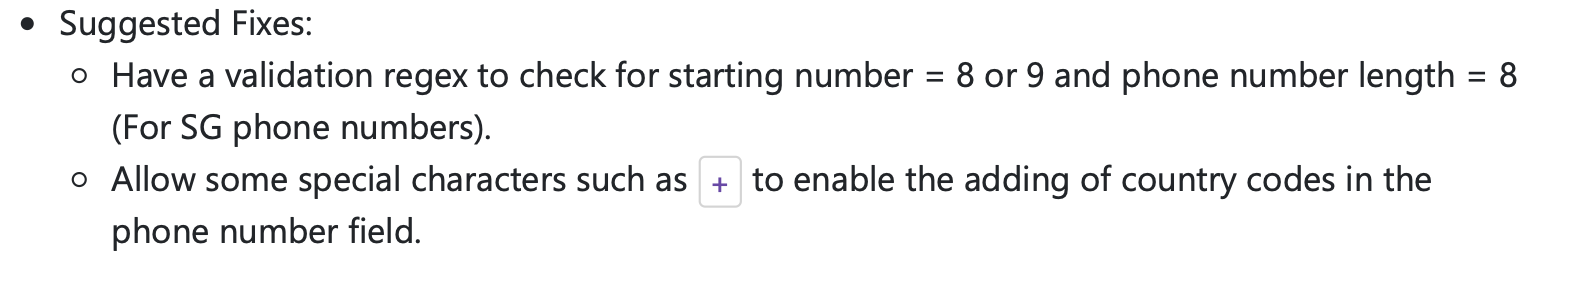 • Suggested Fixes:
○ Have a validation regex to check for starting number = 8 or 9 and phone number length = 8
(For SG phone numbers).
○ Allow some special characters such as + to enable the adding of country codes in the
phone number field.